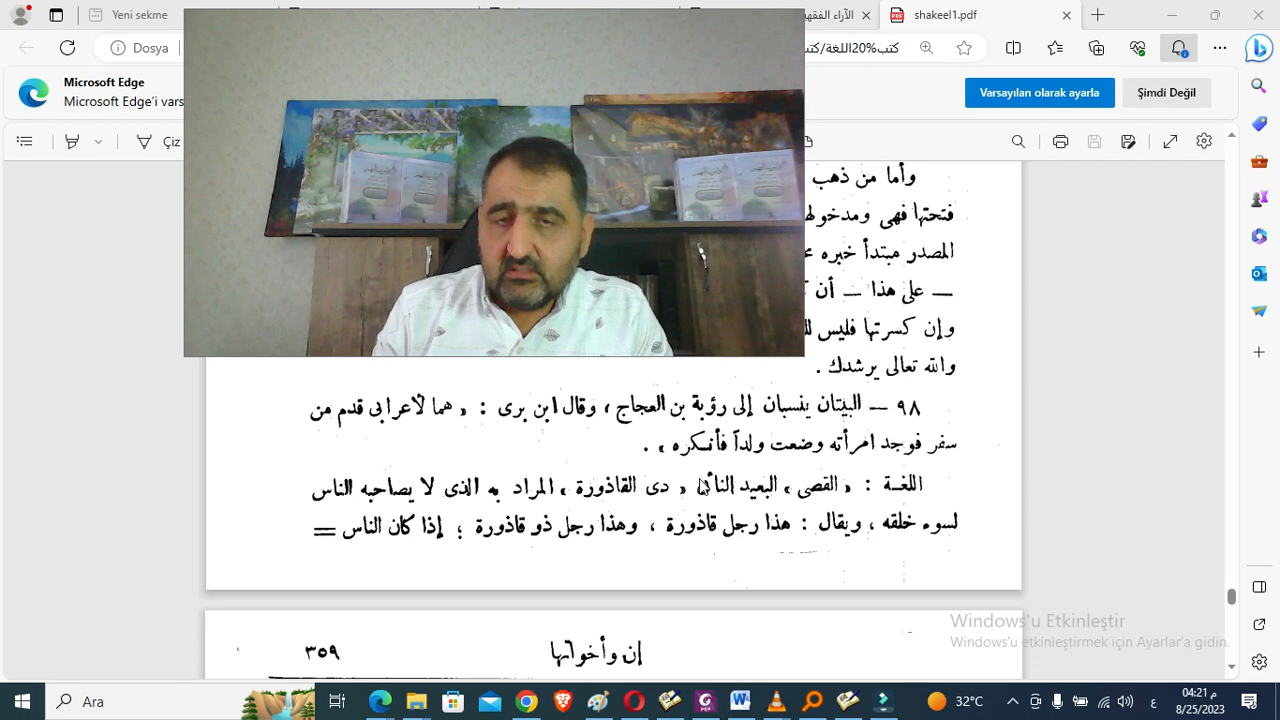 Yeni sekme
الآراء الفقهي
shakeel1.pdf
Dosya
كتب%20اللغة/كتب
Microsoft Edge
Microsoft Edge'i vars
Varsayılan olarak ayarla
Şimdi Değil
Çiz
وأما من ذهب
فتحتها فهى ومدخوله
المصدر مبتدأ خبره
— على هذا — أن
وإن كسرتها فليس
والله تعالى يرشدك .
٩٨ — البيتان ينسبان إلى رؤبة بن العجاج ، وقال ابن برى : « هما لأعرابى قدم من
سفر فوجد امرأته وضعت ولداً فأنكره » .
اللغة : « القصى » البعيد النائى « ذى القاذورة » المراد به الذى لا يصاحبه الناس
لسوء خلقه ، ويقال : هذا رجل قاذورة ، وهذا رجل ذو قاذورة ؛ إذا كان الناس =
إن وأخواتها
٣٥٩
Windows'u Etkinleştir
Windows'u etkinleştirmek için Ayarlar'a gidin.
Ara
32°C
ع
04:21 م
8/25/2023